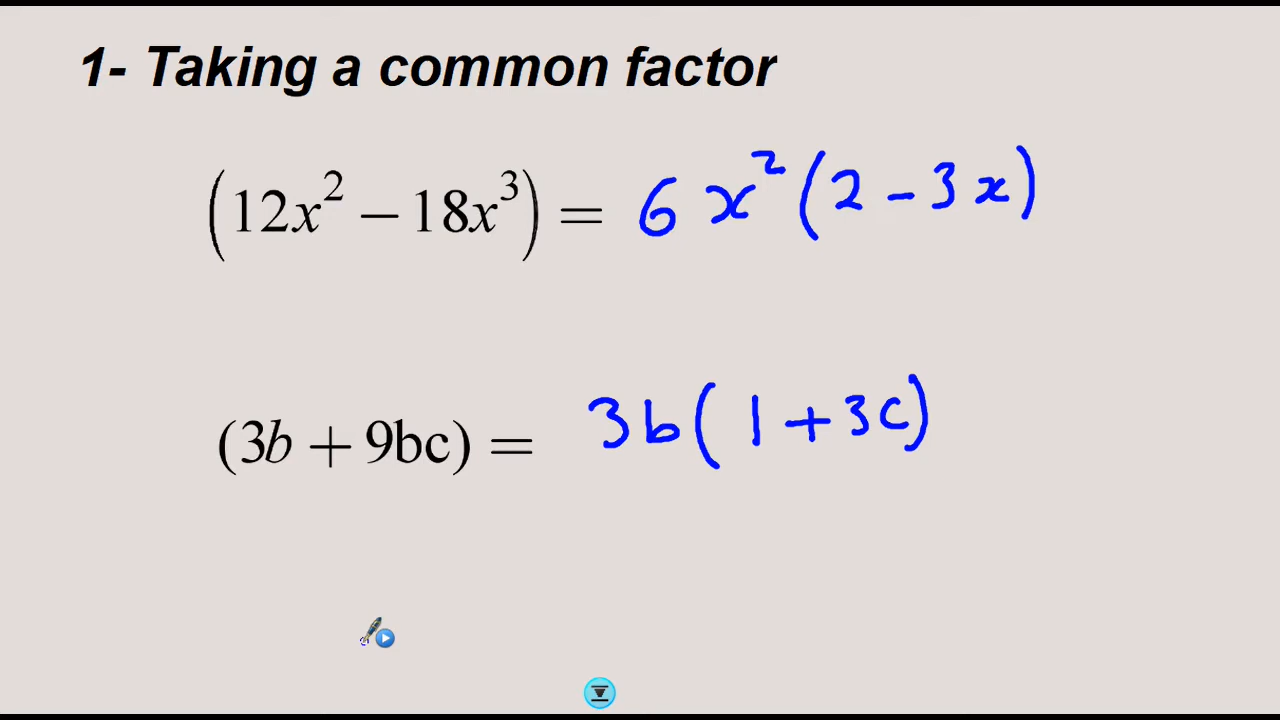 1- Taking a common factor
(12x² − 18x³) = 6x²(2 − 3x)
(3b + 9bc) = 3b(1 + 3c)